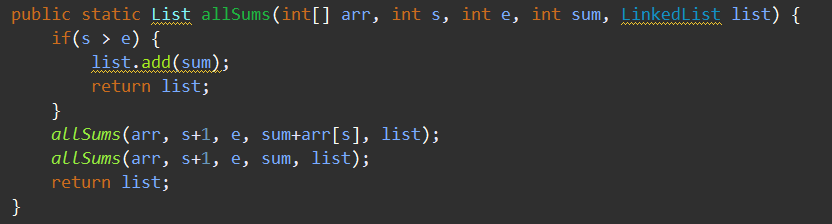 public static List allSums(int[] arr, int s, int e, int sum, LinkedList list) {
    if(s > e) {
        list.add(sum);
        return list;
    }
    allSums(arr, s+1, e, sum+arr[s], list);
    allSums(arr, s+1, e, sum, list);
    return list;
}